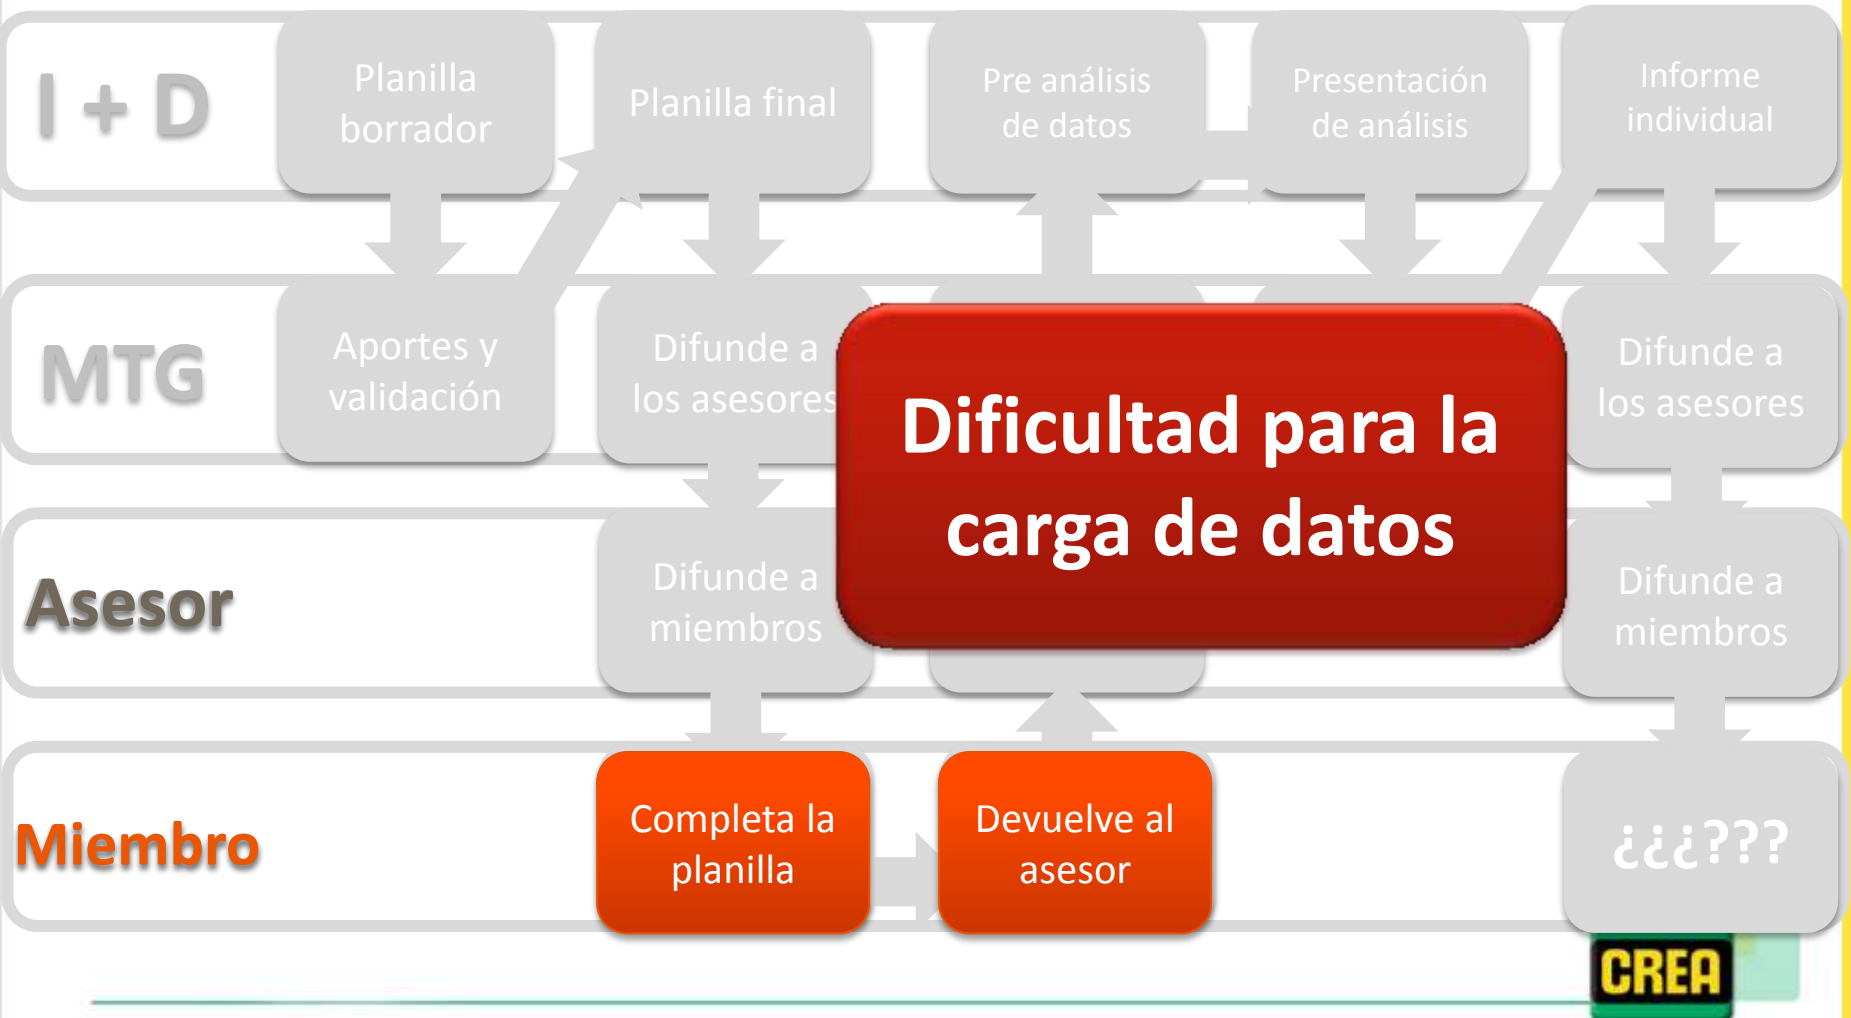 I + D
Planilla
borrador
Planilla final
Pre análisis
de datos
Presentación
de análisis
Informe
individual
MTG
Aportes y
validación
Difunde a
los asesores
Dificultad para la
carga de datos
Difunde a
los asesores
Asesor
Difunde a
miembros
Difunde a
miembros
Miembro
Completa la
planilla
Devuelve al
asesor
¿¿¿???
CREA